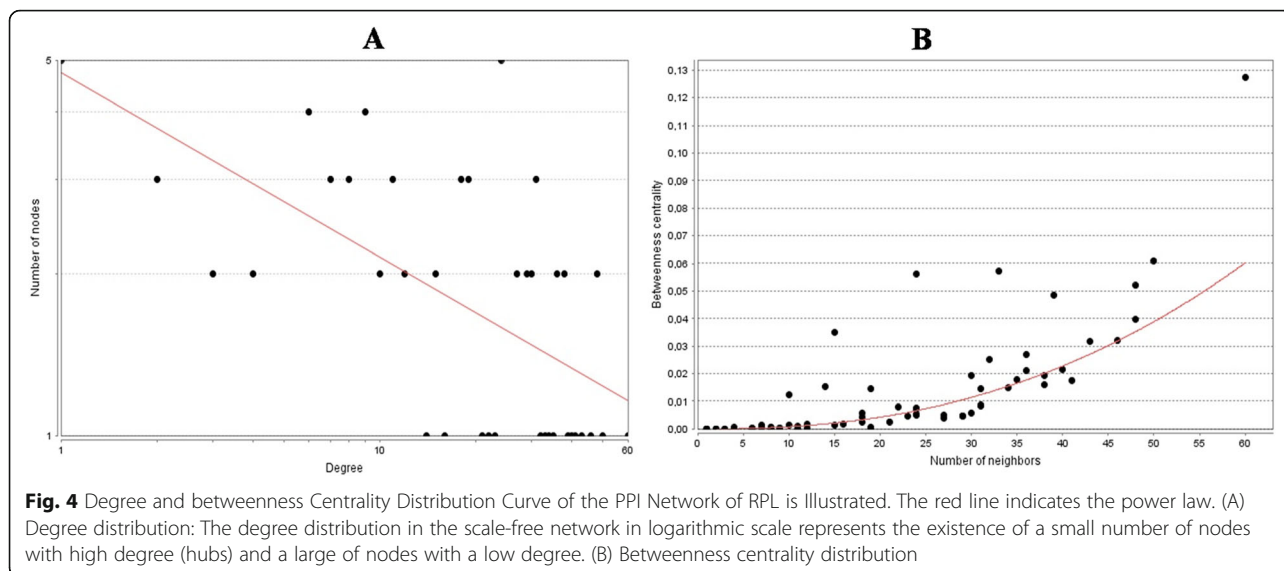 A
5
Number of nodes
1
1
10
60
Degree
B
0,13
0,12
0,11
0,10
0,09
0,08
0,07
0,06
0,05
0,04
0,03
0,02
0,01
0,00
Betweenness centrality
0 5 10 15 20 25 30 35 40 45 50 55 60
Number of neighbors
Fig. 4 Degree and betweenness Centrality Distribution Curve of the PPI Network of RPL is Illustrated. The red line indicates the power law. (A)
Degree distribution: The degree distribution in the scale-free network in logarithmic scale represents the existence of a small number of nodes
with high degree (hubs) and a large of nodes with a low degree. (B) Betweenness centrality distribution